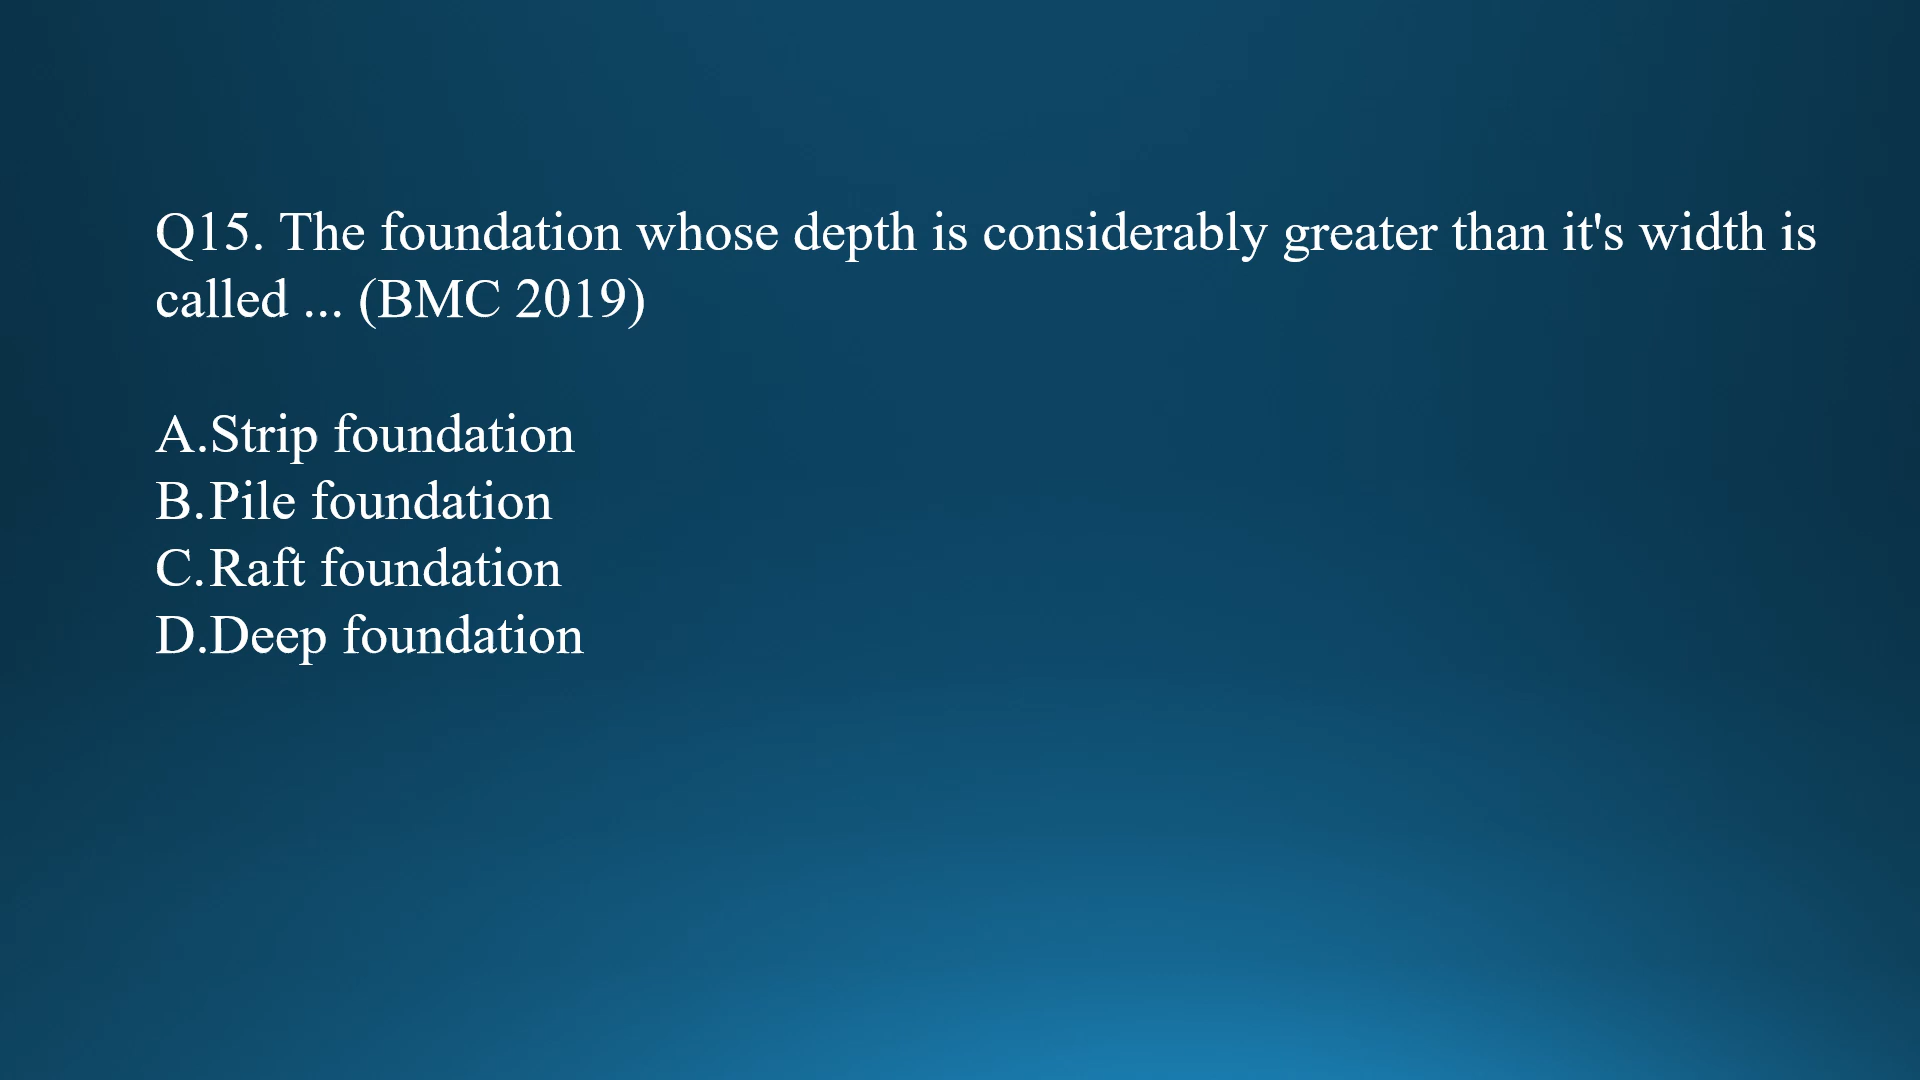 Q15. The foundation whose depth is considerably greater than it's width is
called ... (BMC 2019)
A.Strip foundation
B.Pile foundation
C.Raft foundation
D.Deep foundation